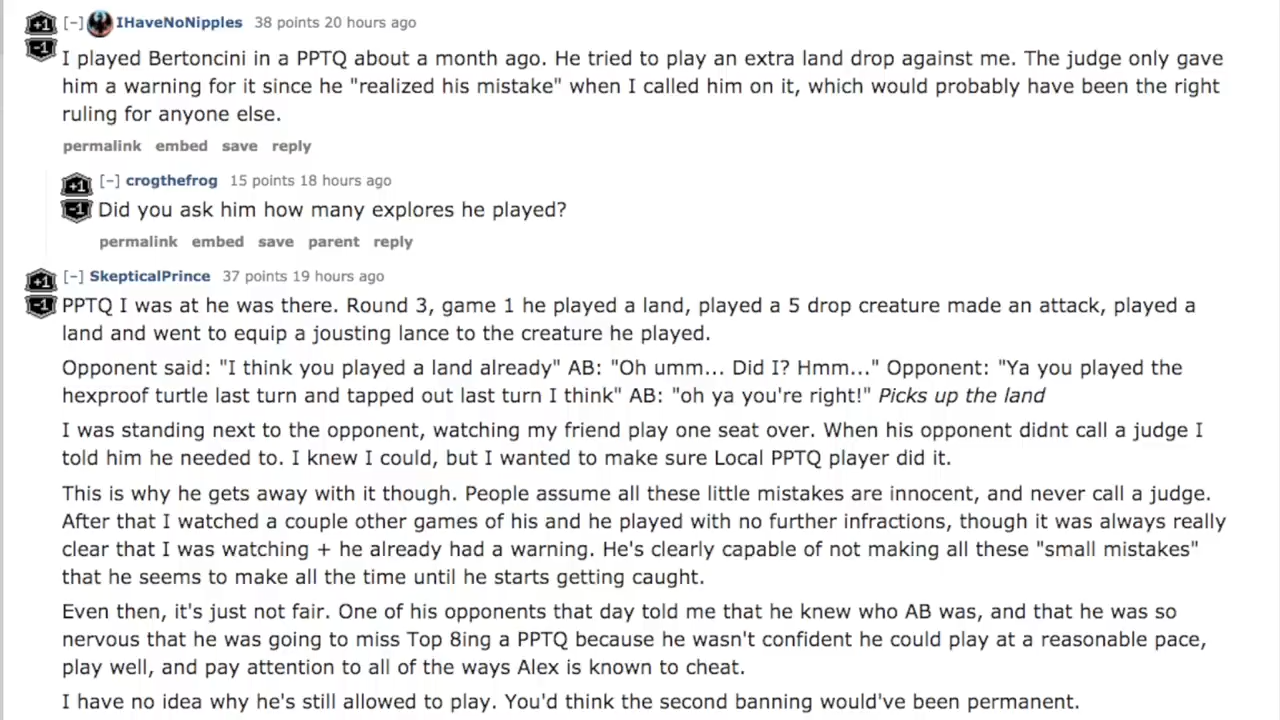 +1 [–] IHaveNoNipples 38 points 20 hours ago
-1
I played Bertoncini in a PPTQ about a month ago. He tried to play an extra land drop against me. The judge only gave
him a warning for it since he "realized his mistake" when I called him on it, which would probably have been the right
ruling for anyone else.
permalink embed save reply
+1 [–] crogthefrog 15 points 18 hours ago
-1 Did you ask him how many explores he played?
permalink embed save parent reply
+1 [–] SkepticalPrince 37 points 19 hours ago
-1 PPTQ I was at he was there. Round 3, game 1 he played a land, played a 5 drop creature made an attack, played a
land and went to equip a jousting lance to the creature he played.
Opponent said: "I think you played a land already" AB: "Oh umm... Did I? Hmm..." Opponent: "Ya you played the
hexproof turtle last turn and tapped out last turn I think" AB: "oh ya you're right!" Picks up the land
I was standing next to the opponent, watching my friend play one seat over. When his opponent didnt call a judge I
told him he needed to. I knew I could, but I wanted to make sure Local PPTQ player did it.
This is why he gets away with it though. People assume all these little mistakes are innocent, and never call a judge.
After that I watched a couple other games of his and he played with no further infractions, though it was always really
clear that I was watching + he already had a warning. He's clearly capable of not making all these "small mistakes"
that he seems to make all the time until he starts getting caught.
Even then, it's just not fair. One of his opponents that day told me that he knew who AB was, and that he was so
nervous that he was going to miss Top 8ing a PPTQ because he wasn't confident he could play at a reasonable pace,
play well, and pay attention to all of the ways Alex is known to cheat.
I have no idea why he's still allowed to play. You'd think the second banning would've been permanent.